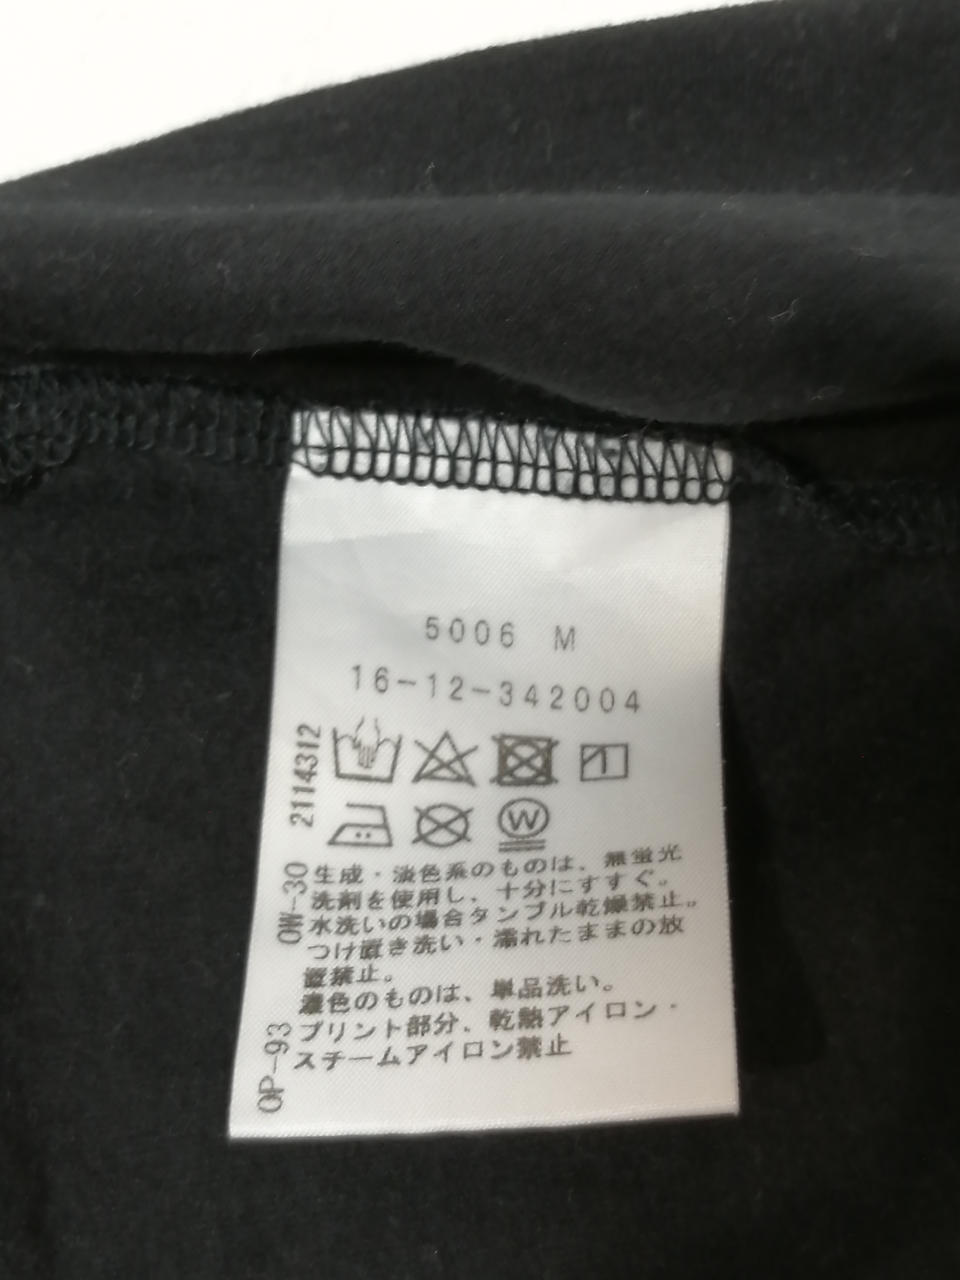 5006 M
16-12-342004
2114312
W
OW-30
生成・淡色系のものは、無蛍光
洗剤を使用し、十分にすすぐ。
水洗いの場合タンブル乾燥禁止。
つけ置き洗い・濡れたままの放
置禁止。
濃色のものは、単品洗い。
OP-93
プリント部分、乾熱アイロン・
スチームアイロン禁止